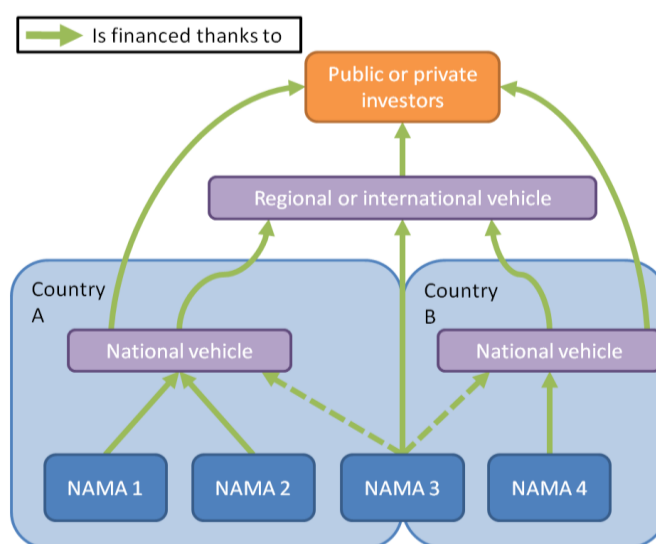 Is financed thanks to
Public or private
investors
Regional or international vehicle
Country
A
Country
B
National vehicle
National vehicle
NAMA 1
NAMA 2
NAMA 3
NAMA 4